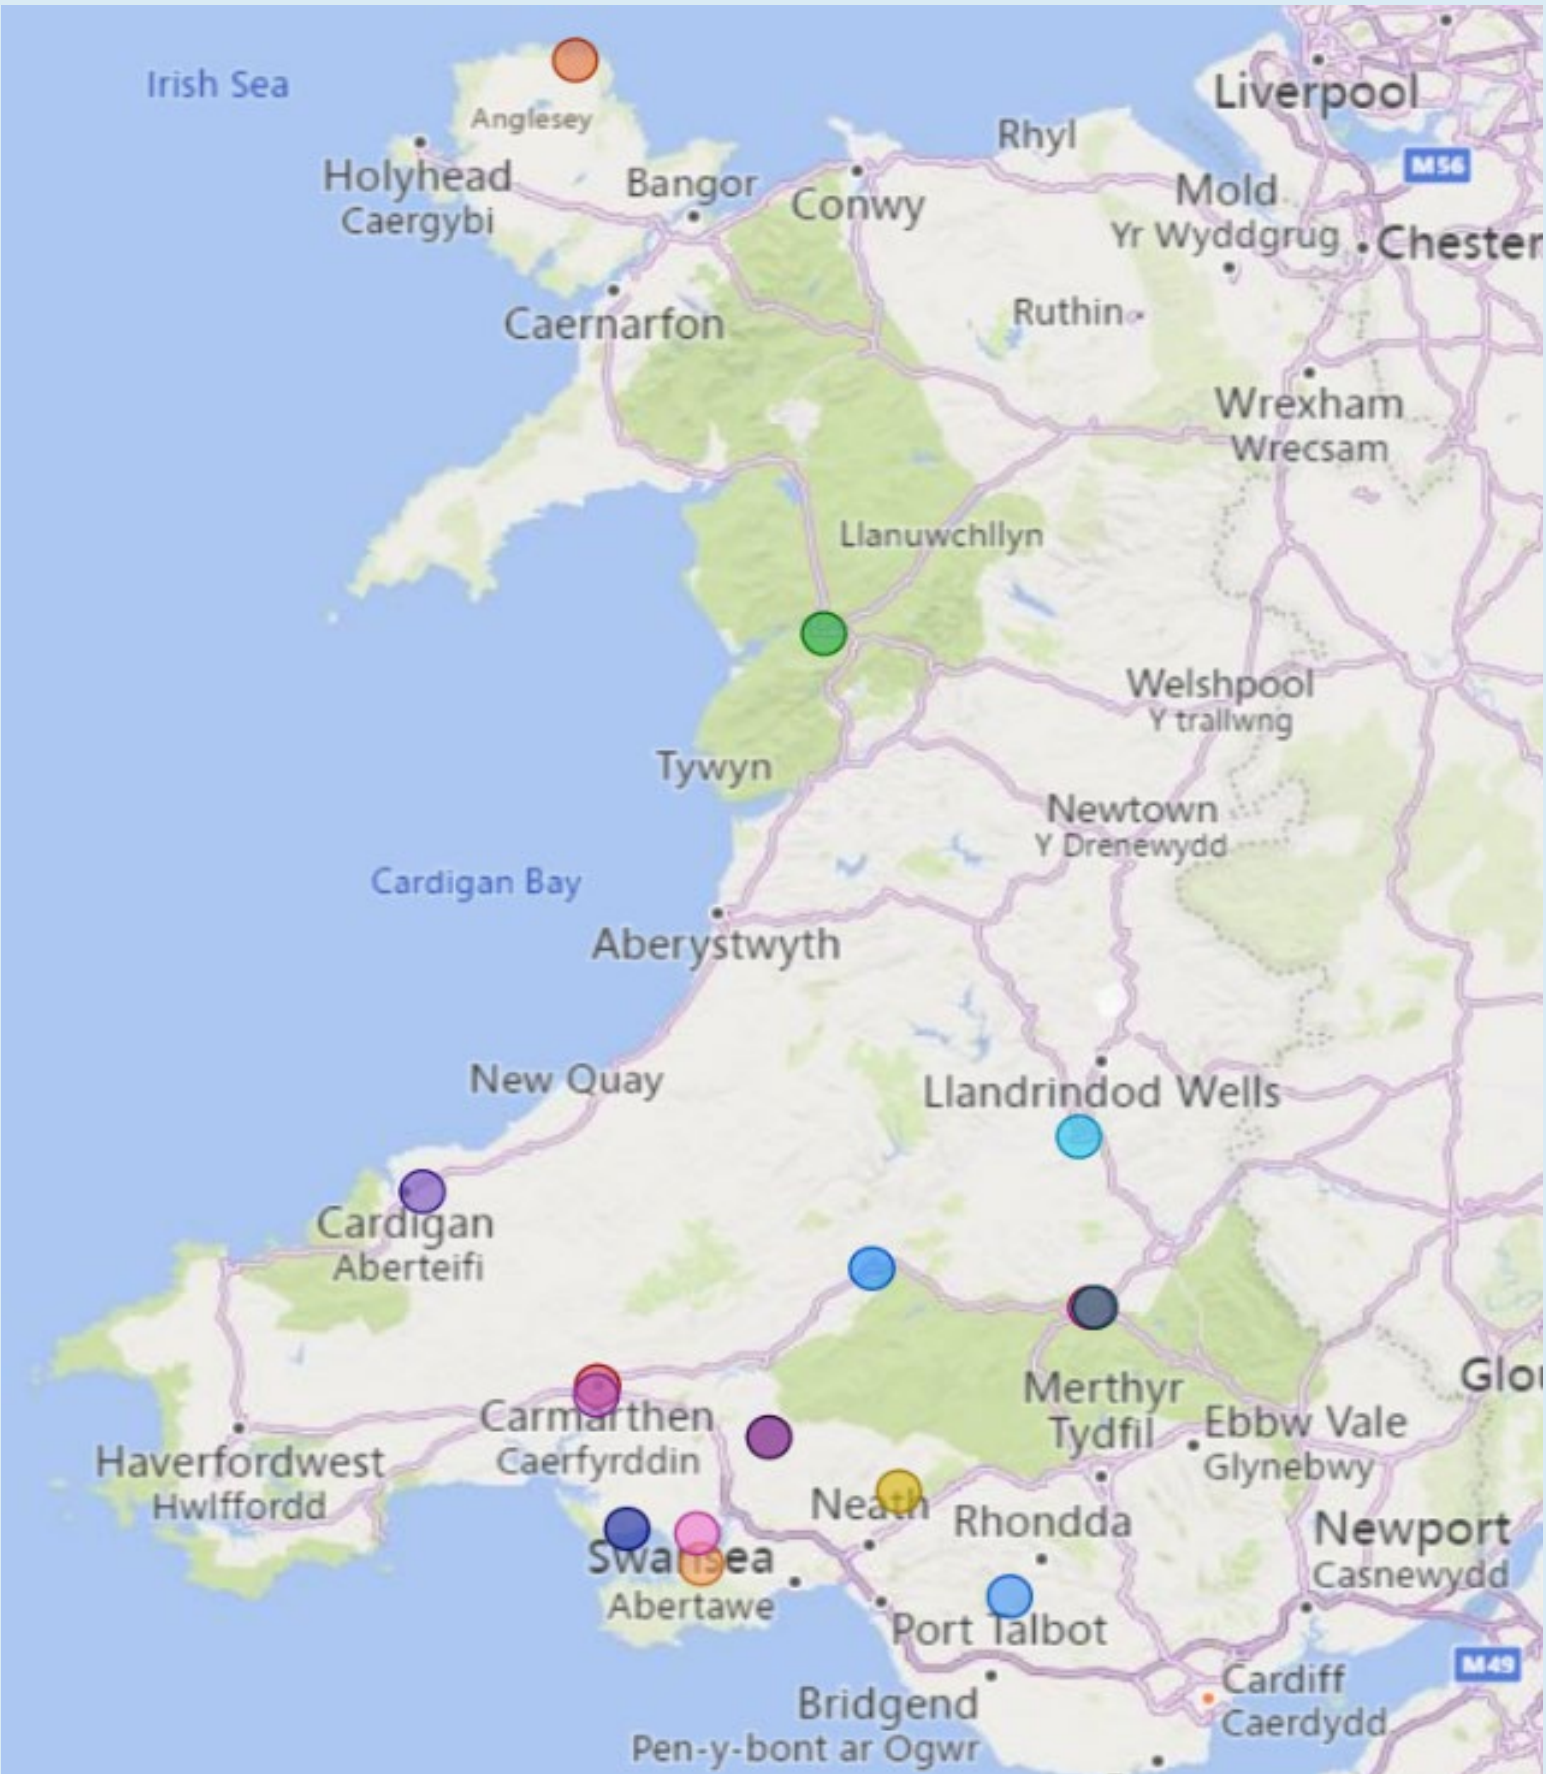 Irish Sea
Liverpool
Anglesey
Rhyl
M56
Holyhead
Caergybi
Bangor
Conwy
Mold
Yr Wyddgrug
Chester
Caernarfon
Ruthin
Wrexham
Wrecsam
Llanuwchllyn
Welshpool
Y trallwng
Tywyn
Newtown
Y Drenewydd
Cardigan Bay
Aberystwyth
New Quay
Llandrindod Wells
Cardigan
Aberteifi
Glo
Merthyr
Tydfil
Carmarthen
Caerfyrddin
Ebbw Vale
Glynebwy
Haverfordwest
Hwlffordd
Neath
Rhondda
Newport
Casnewydd
Swansea
Abertawe
Port Talbot
M49
Cardiff
Caerdydd
Bridgend
Pen-y-bont ar Ogwr